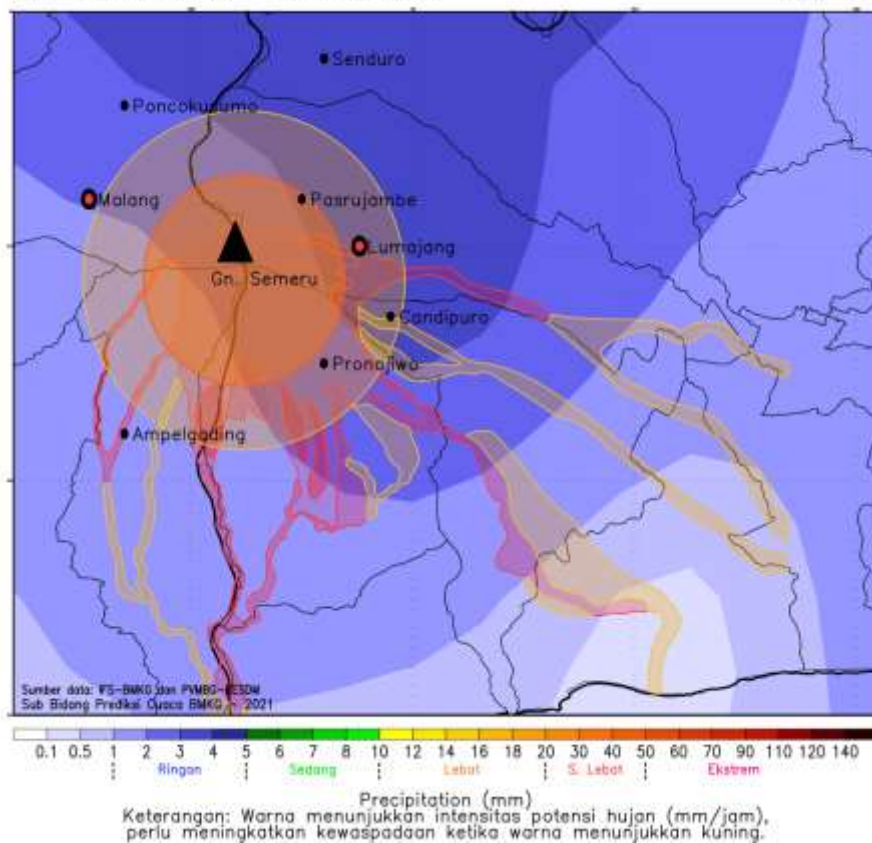 Senduro
Poncokusumo
Malang
Pasrujambe
Lumajang
Gn. Semeru
Candipuro
Pronojiwo
Ampelgading
Sumber data: WS-BMKG dan PVMBG-KESDM
Sub Bidang Prediksi Cuaca BMKG - 2021
0.1 0.5 1 2 3 4 5 6 7 8 10 12 14 16 18 20 30 40 50 60 70 90 110 120 140
Ringan Sedang Lebat S. Lebat Ekstrem
Precipitation (mm)
Keterangan: Warna menunjukkan intensitas potensi hujan (mm/jam),
perlu meningkatkan kewaspadaan ketika warna menunjukkan kuning.